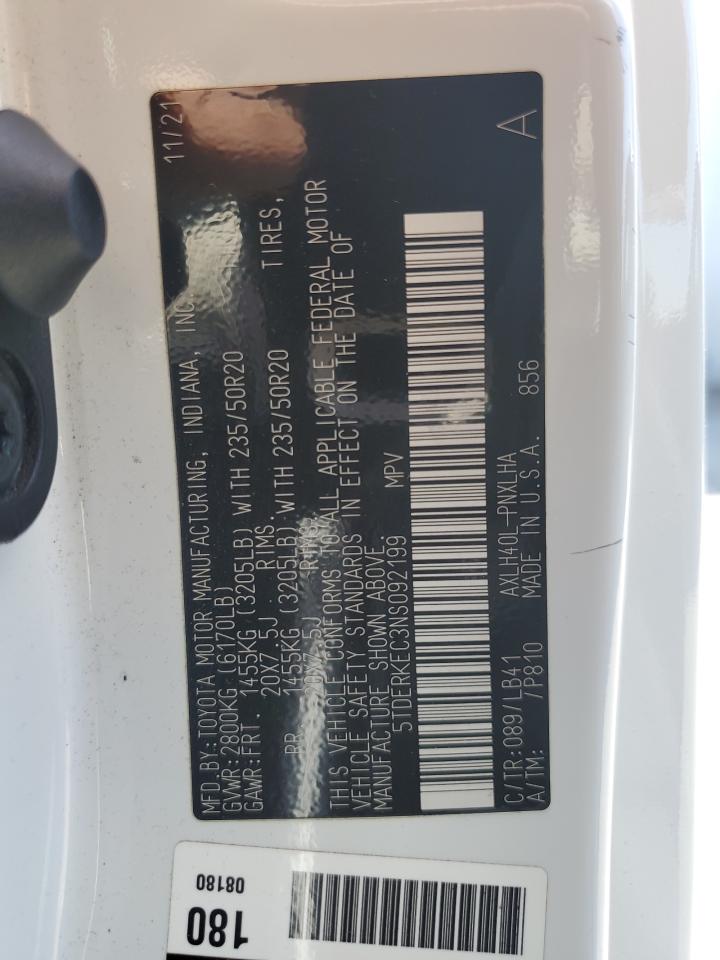 MFD.BY:TOYOTA MOTOR MANUFACTURING, INDIANA, INC. 11/21
GVWR:2800KG (6170LB)
GAWR:FRT. 1455KG (3205LB) WITH 235/50R20 TIRES,
20X7.5J RIMS.
RR. 1455KG (3205LB) WITH 235/50R20 TIRES,
20X7.5J RIMS.
THIS VEHICLE CONFORMS TO ALL APPLICABLE FEDERAL MOTOR
VEHICLE SAFETY STANDARDS IN EFFECT ON THE DATE OF
MANUFACTURE SHOWN ABOVE.
5TDERKEC3NS092199 MPV
C/TR:089/LB41 AXLH40L-PNXLHA A
A/TM: /P810 MADE IN U.S.A. 856
180
08180